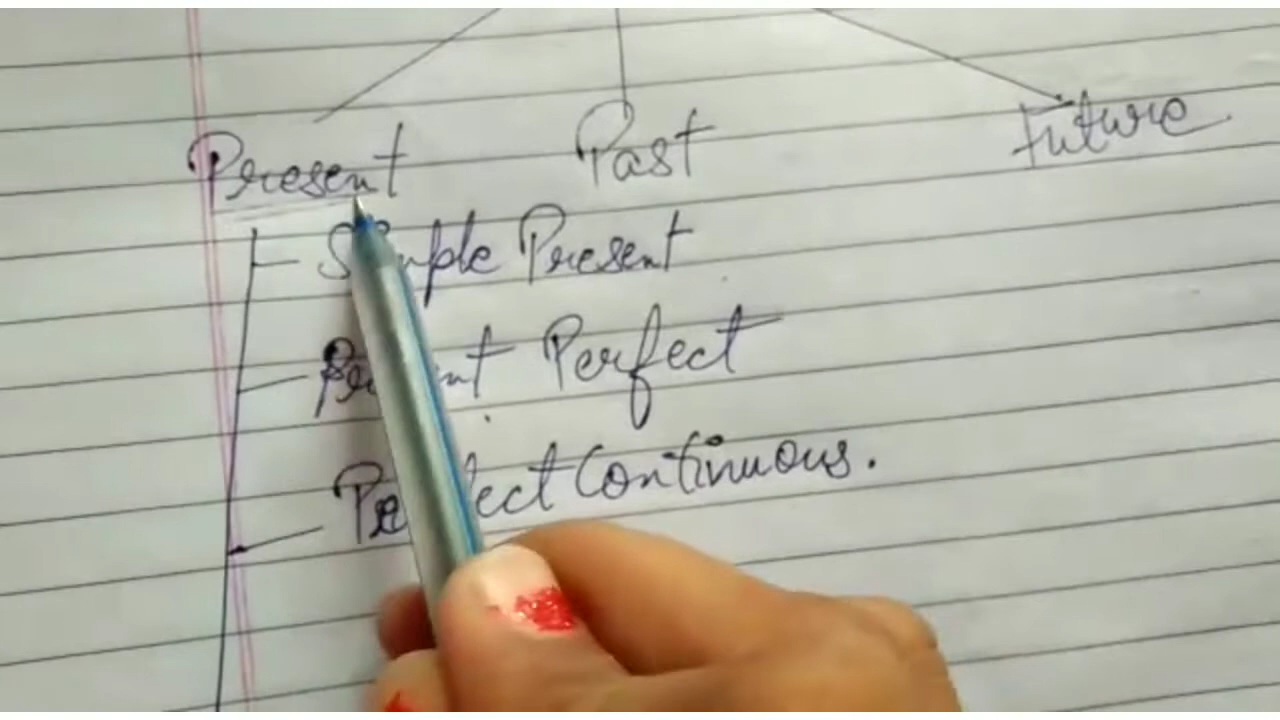 Present Past Future
Simple Present
Present Perfect
Perfect Continuous.